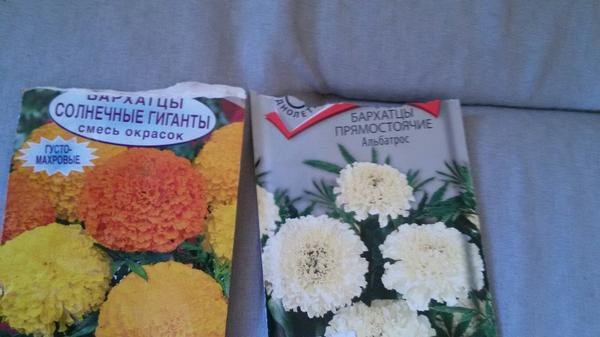 БАРХАТЦЫ
СОЛНЕЧНЫЕ ГИГАНТЫ
смесь окрасок
ГУСТО-
МАХРОВЫЕ
БАРХАТЦЫ
ПРЯМОСТОЯЧИЕ
Альбатрос